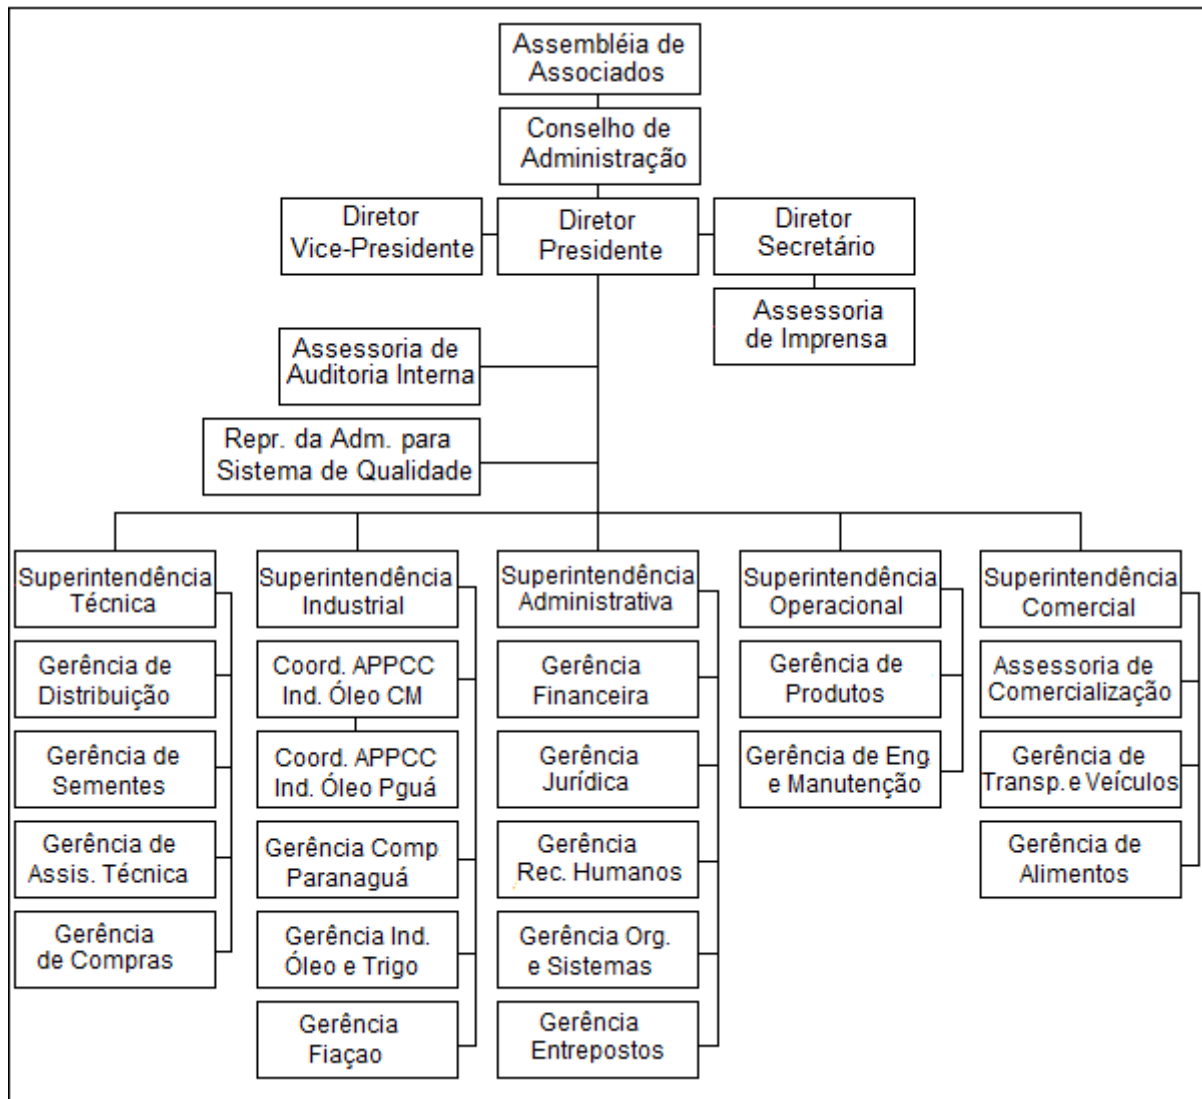 Assembléia de
Associados
Conselho de
Administração
Diretor
Vice-Presidente
Diretor
Presidente
Diretor
Secretário
Assessoria
de Imprensa
Assessoria de
Auditoria Interna
Repr. da Adm. para
Sistema de Qualidade
Superintendência
Técnica
Gerência de
Distribuição
Gerência de
Sementes
Gerência de
Assis. Técnica
Gerência
de Compras
Superintendência
Industrial
Coord. APPCC
Ind. Óleo CM
Coord. APPCC
Ind. Óleo Pguá
Gerência Comp.
Paranaguá
Gerência Ind.
Óleo e Trigo
Gerência
Fiaçao
Superintendência
Administrativa
Gerência
Financeira
Gerência
Jurídica
Gerência
Rec. Humanos
Gerência Org.
e Sistemas
Gerência
Entrepostos
Superintendência
Operacional
Gerência de
Produtos
Gerência de Eng
e Manutenção
Superintendência
Comercial
Assessoria de
Comercialização
Gerência de
Transp. e Veículos
Gerência de
Alimentos